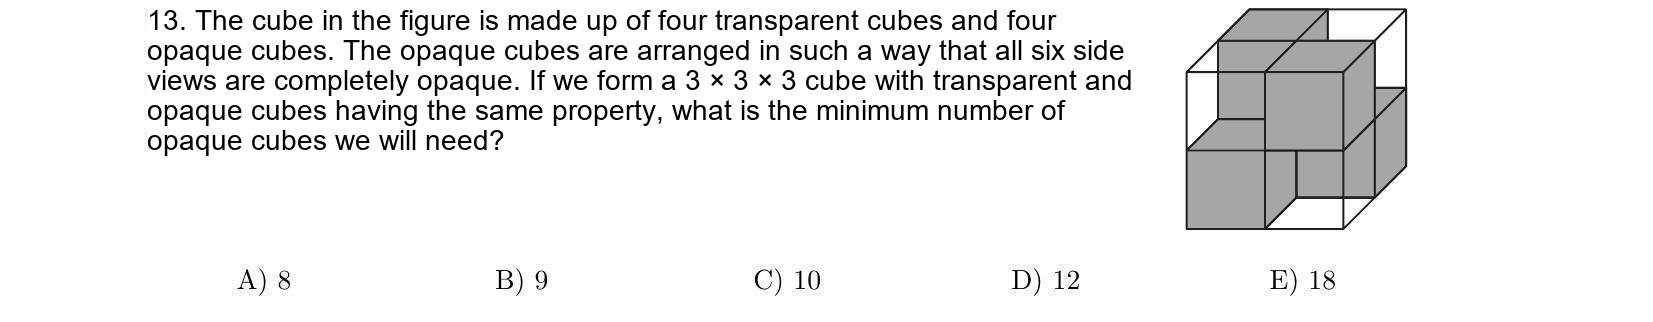 13. The cube in the figure is made up of four transparent cubes and four
opaque cubes. The opaque cubes are arranged in such a way that all six side
views are completely opaque. If we form a 3 × 3 × 3 cube with transparent and
opaque cubes having the same property, what is the minimum number of
opaque cubes we will need?
A) 8 B) 9 C) 10 D) 12 E) 18